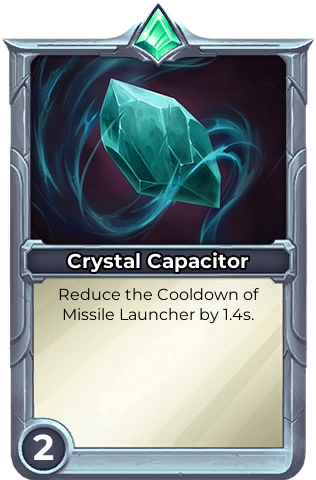 Crystal Capacitor
Reduce the Cooldown of
Missile Launcher by 1.4s.
2